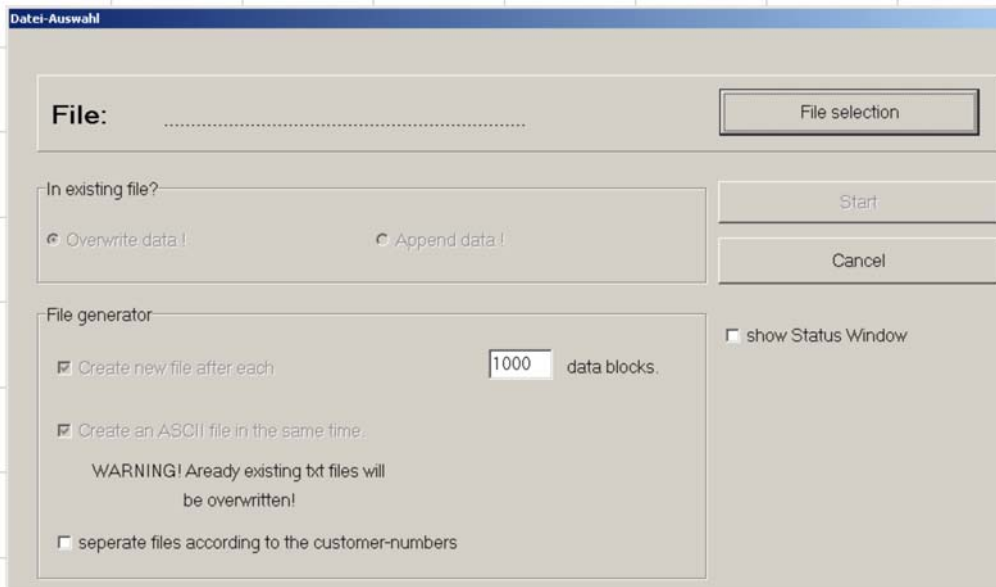 Datei-Auswahl
File:
File selection
In existing file?
Overwrite data !
Append data !
Start
Cancel
File generator
show Status Window
Create new file after each
1000
data blocks.
Create an ASCII file in the same time.
WARNING! Aready existing txt files will
be overwritten!
seperate files according to the customer-numbers